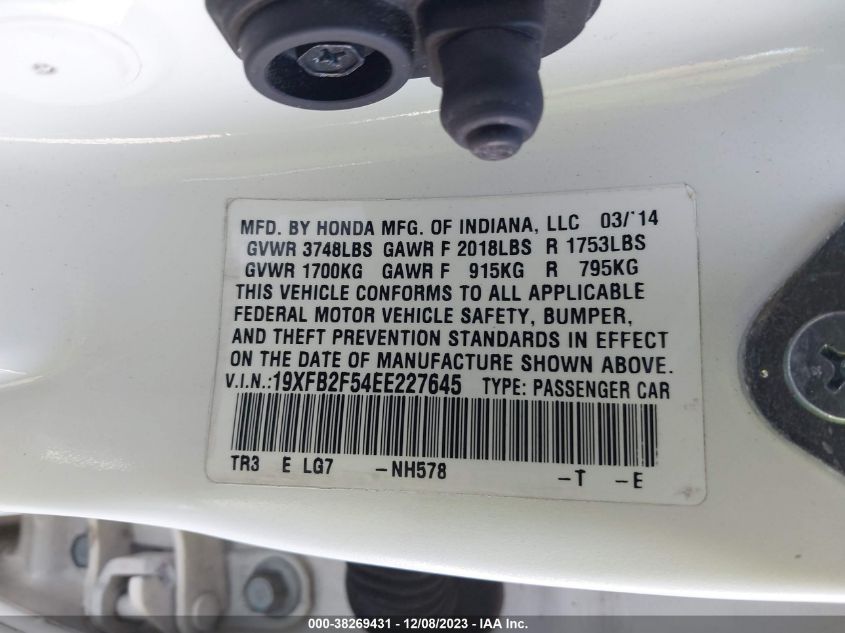 MFD. BY HONDA MFG. OF INDIANA, LLC 03/'14
GVWR 3748LBS GAWR F 2018LBS R 1753LBS
GVWR 1700KG GAWR F 915KG R 795KG
THIS VEHICLE CONFORMS TO ALL APPLICABLE
FEDERAL MOTOR VEHICLE SAFETY, BUMPER,
AND THEFT PREVENTION STANDARDS IN EFFECT
ON THE DATE OF MANUFACTURE SHOWN ABOVE.
V.I.N.:19XFB2F54EE227645 TYPE: PASSENGER CAR
TR3 E LG7 -NH578 -T -E
000-38269431 - 12/08/2023 - IAA Inc.